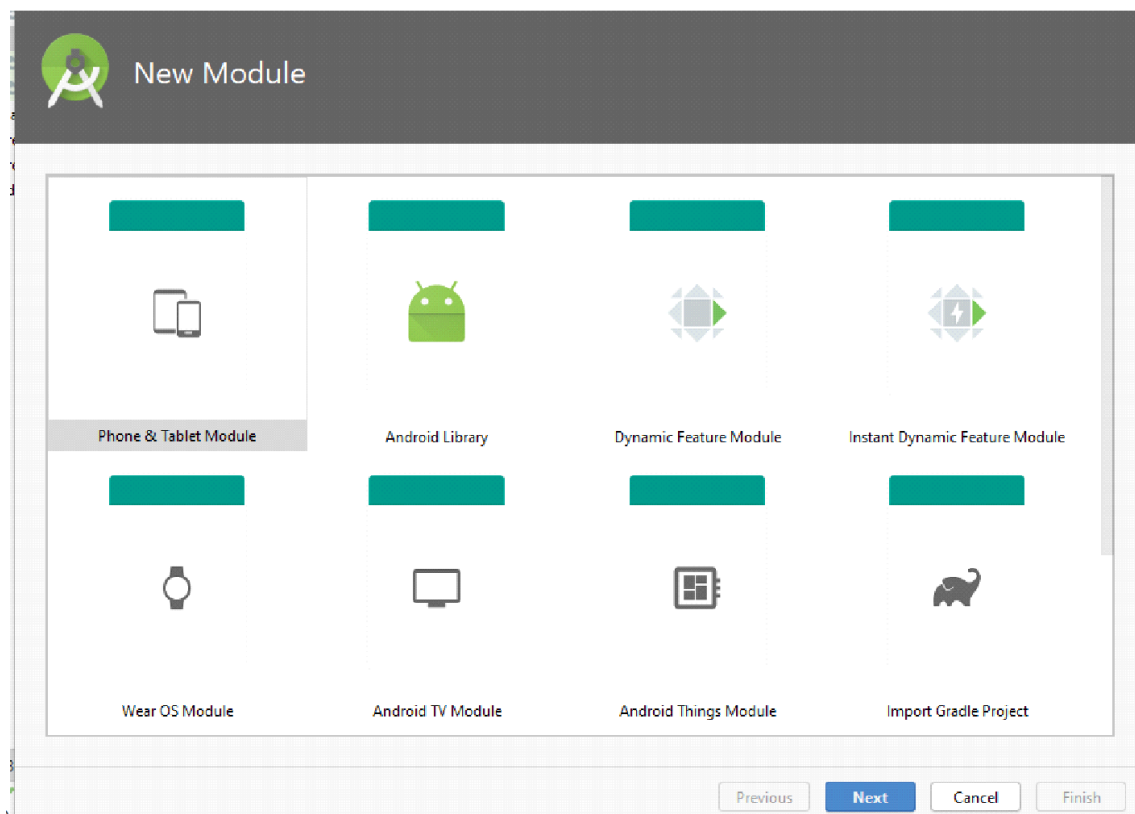 New Module
Phone & Tablet Module
Android Library
Dynamic Feature Module
Instant Dynamic Feature Module
Wear OS Module
Android TV Module
Android Things Module
Import Gradle Project
Previous
Next
Cancel
Finish